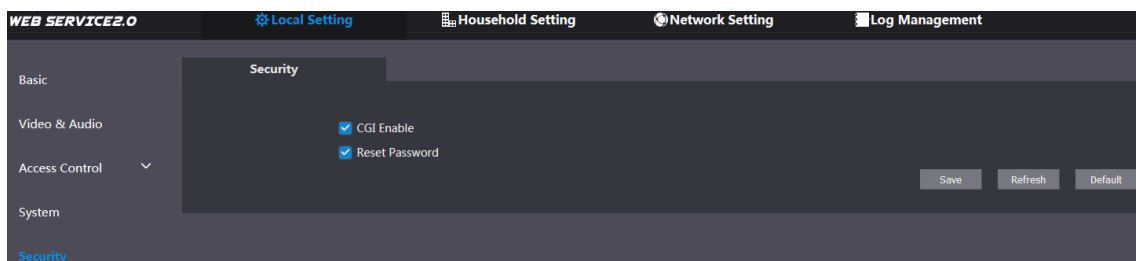 WEB SERVICE2.0 Local Setting Household Setting Network Setting Log Management
Security
Basic
Video & Audio
CGI Enable
Reset Password
Access Control
Save Refresh Default
System
Security